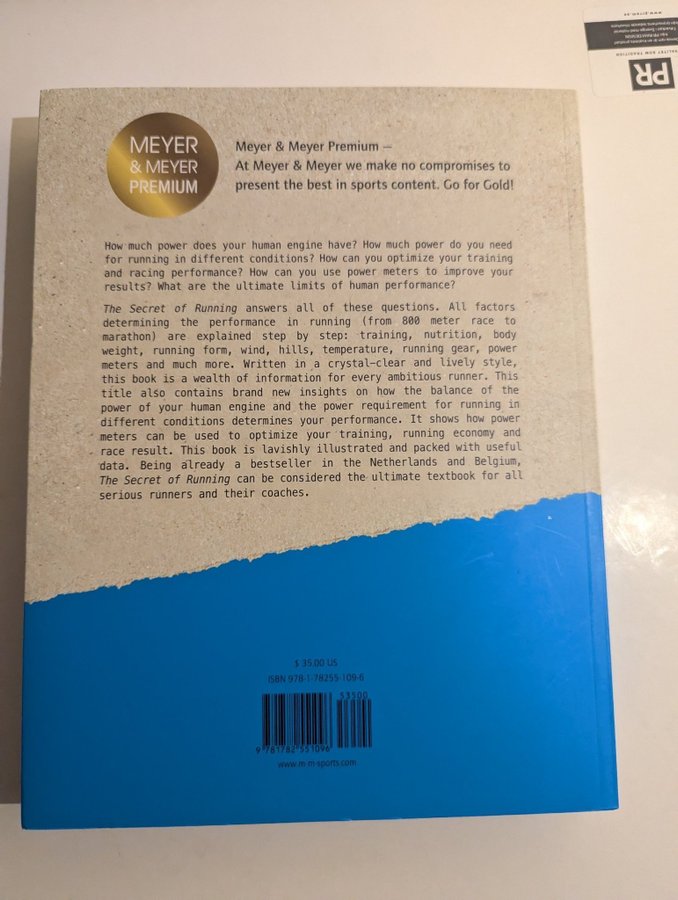 MEYER
& MEYER
PREMIUM
Meyer & Meyer Premium –
At Meyer & Meyer we make no compromises to
present the best in sports content. Go for Gold!
How much power does your human engine have? How much power do you need
for running in different conditions? How can you optimize your training
and racing performance? How can you use power meters to improve your
results? What are the ultimate limits of human performance?
The Secret of Running answers all of these questions. All factors
determining the performance in running (from 800 meter race to
marathon) are explained step by step: training, nutrition, body
weight, running form, wind, hills, temperature, running gear, power
meters and much more. Written in a crystal-clear and lively style,
this book is a wealth of information for every ambitious runner. This
title also contains brand new insights on how the balance of the
power of your human engine and the power requirement for running in
different conditions determines your performance. It shows how power
meters can be used to optimize your training, running economy and
race result. This book is lavishly illustrated and packed with useful
data. Being already a bestseller in the Netherlands and Belgium,
The Secret of Running can be considered the ultimate textbook for all
serious runners and their coaches.
$ 35.00 US
ISBN 978-1-78255-109-6
53500
9 781782 551096
www.m-m-sports.com
PR